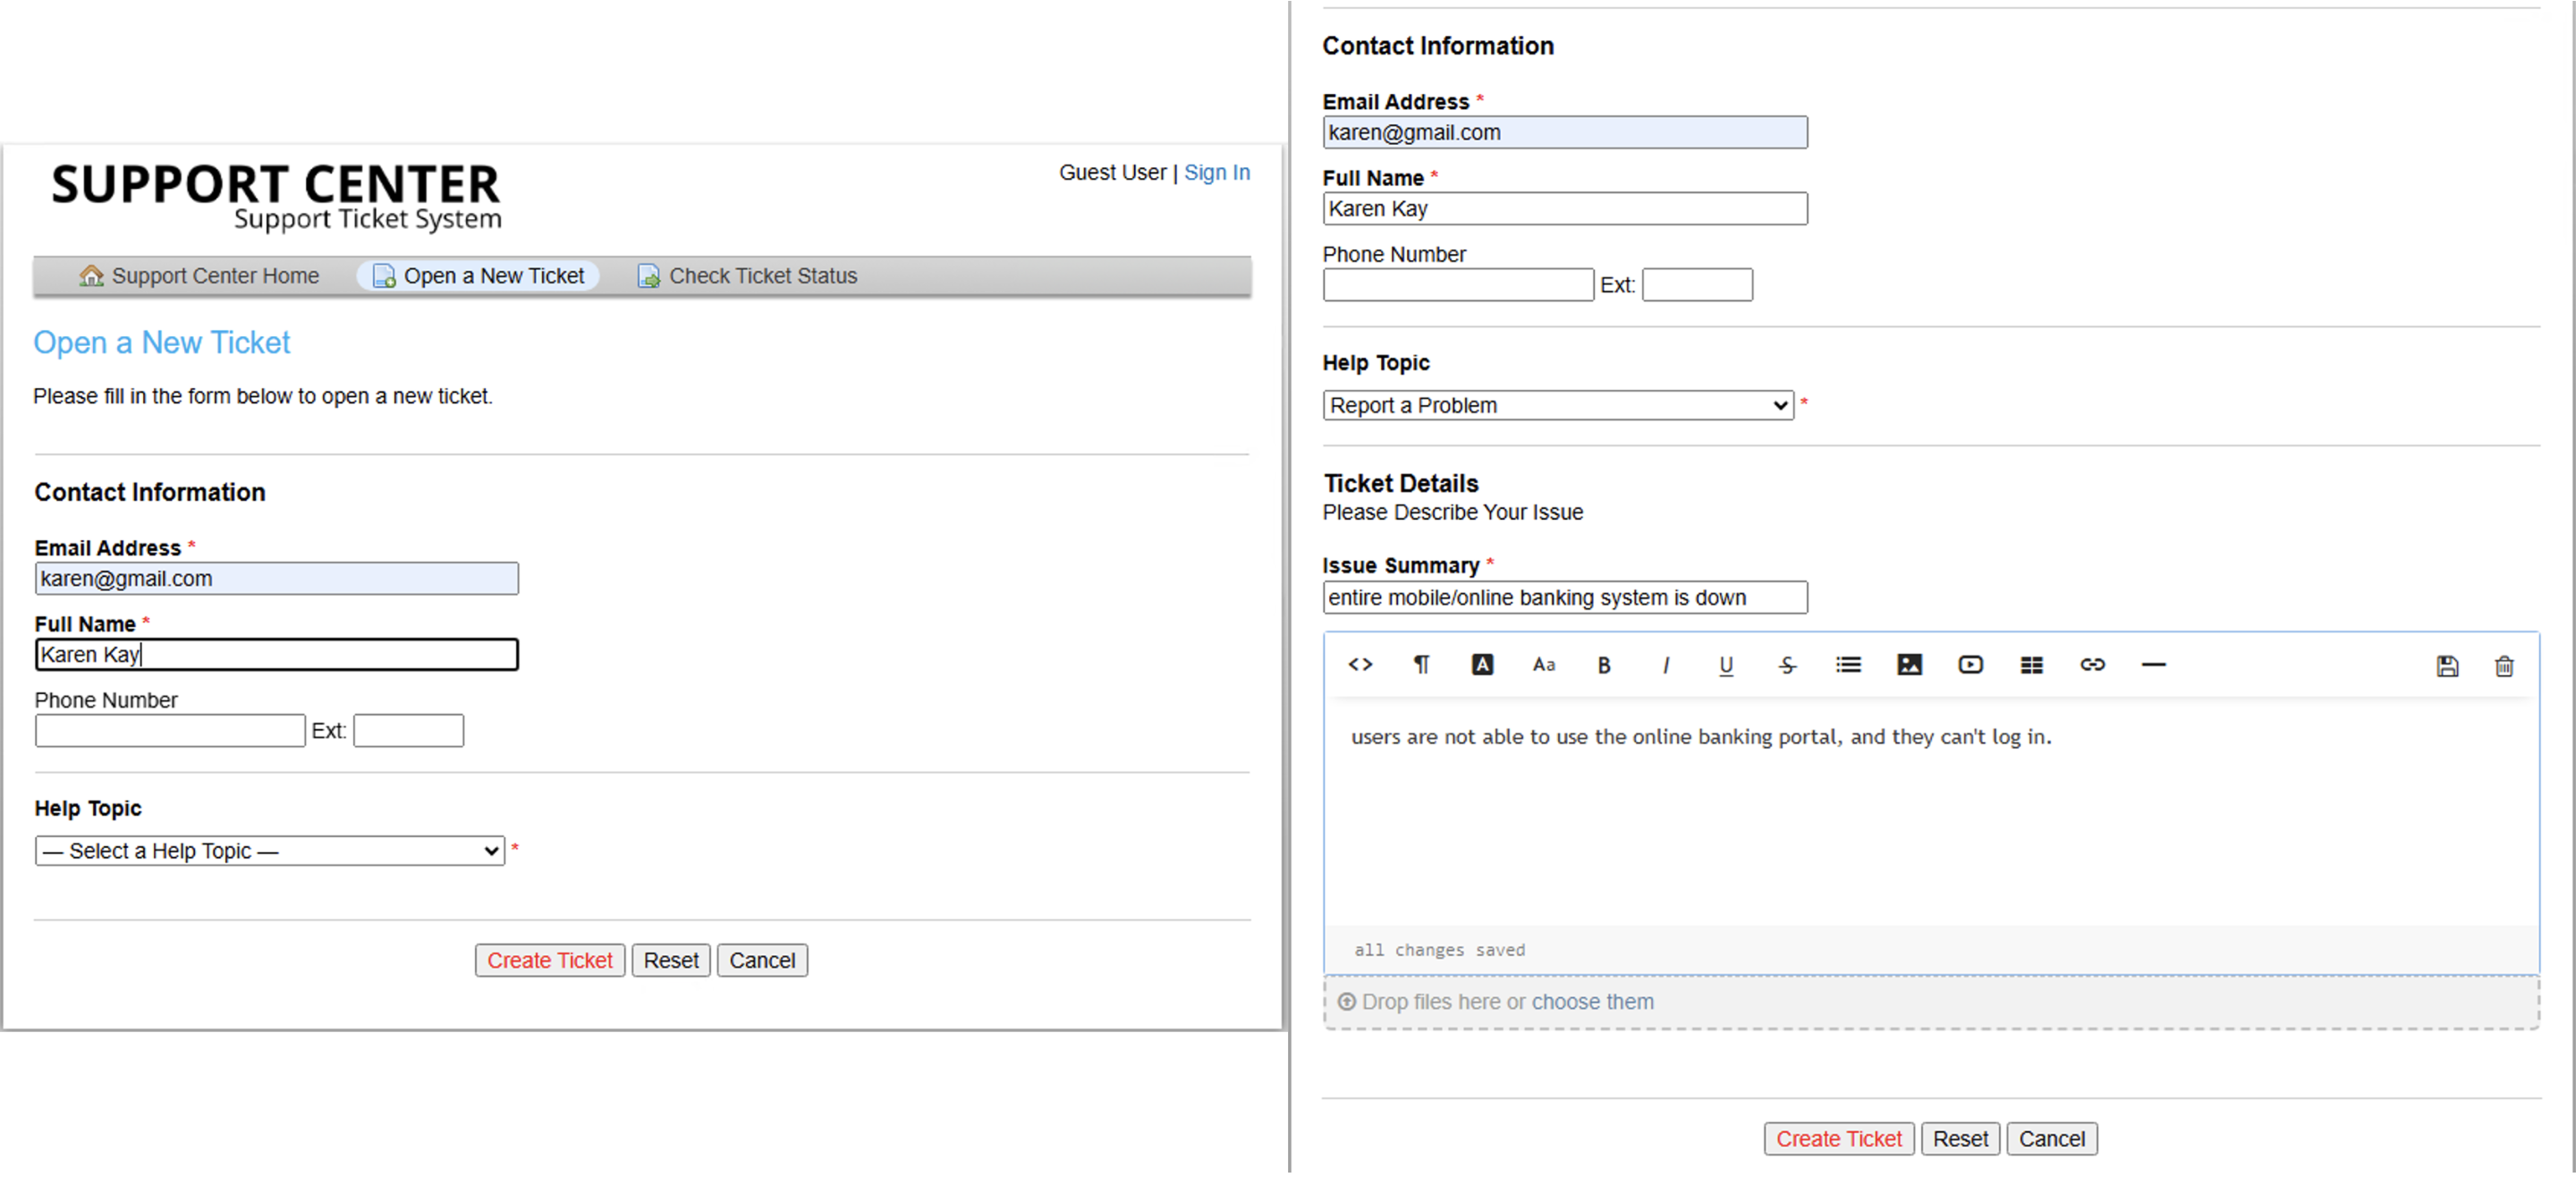 SUPPORT CENTER
Support Ticket System
Guest User | Sign In
Support Center Home Open a New Ticket Check Ticket Status
Open a New Ticket
Please fill in the form below to open a new ticket.
Contact Information
Email Address *
karen@gmail.com
Full Name *
Karen Kay
Phone Number
Ext:
Help Topic
— Select a Help Topic — *
Create Ticket Reset Cancel
Contact Information
Email Address *
karen@gmail.com
Full Name *
Karen Kay
Phone Number
Ext:
Help Topic
Report a Problem *
Ticket Details
Please Describe Your Issue
Issue Summary *
entire mobile/online banking system is down
<> ¶ A Aa B I U S
users are not able to use the online banking portal, and they can't log in.
all changes saved
Drop files here or choose them
Create Ticket Reset Cancel